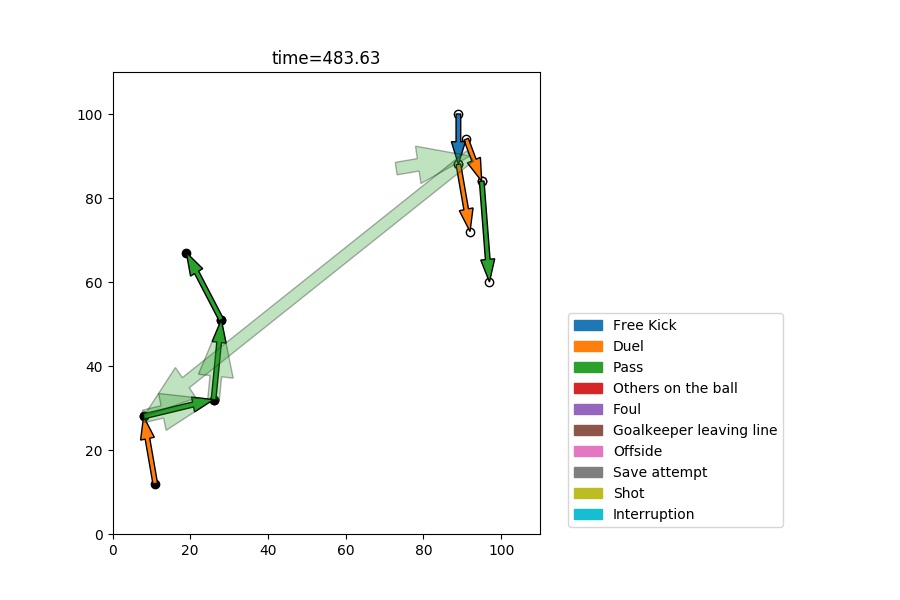 time=483.63
100
80
60
40
20
0
0 20 40 60 80 100
Free Kick
Duel
Pass
Others on the ball
Foul
Goalkeeper leaving line
Offside
Save attempt
Shot
Interruption